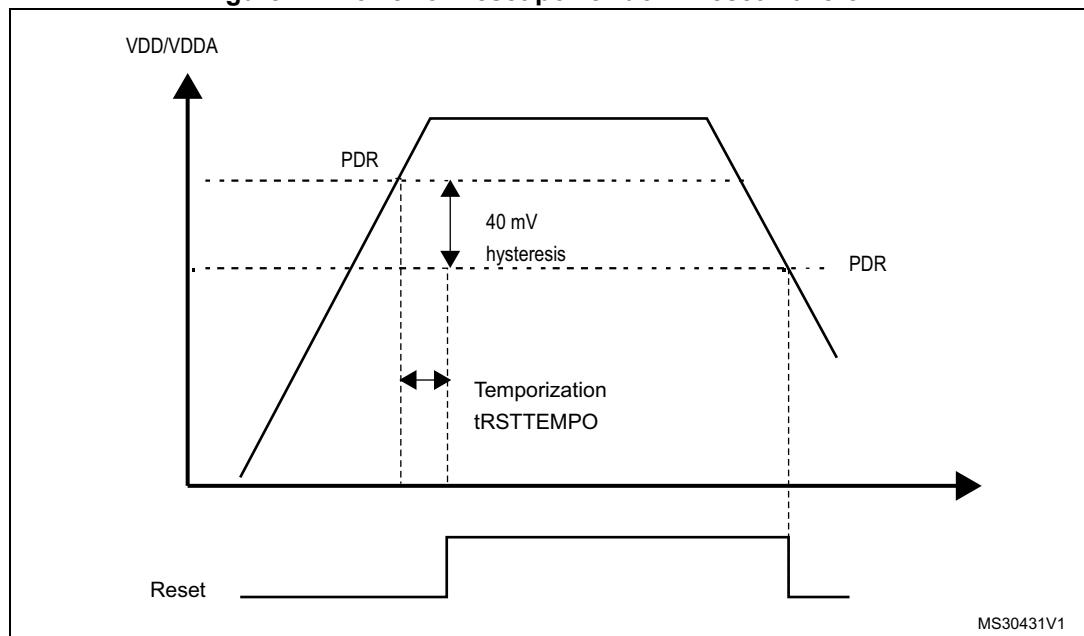 VDD/VDDA
PDR
40 mV
hysteresis
PDR
Temporization
tRSTTEMPO
Reset
MS30431V1